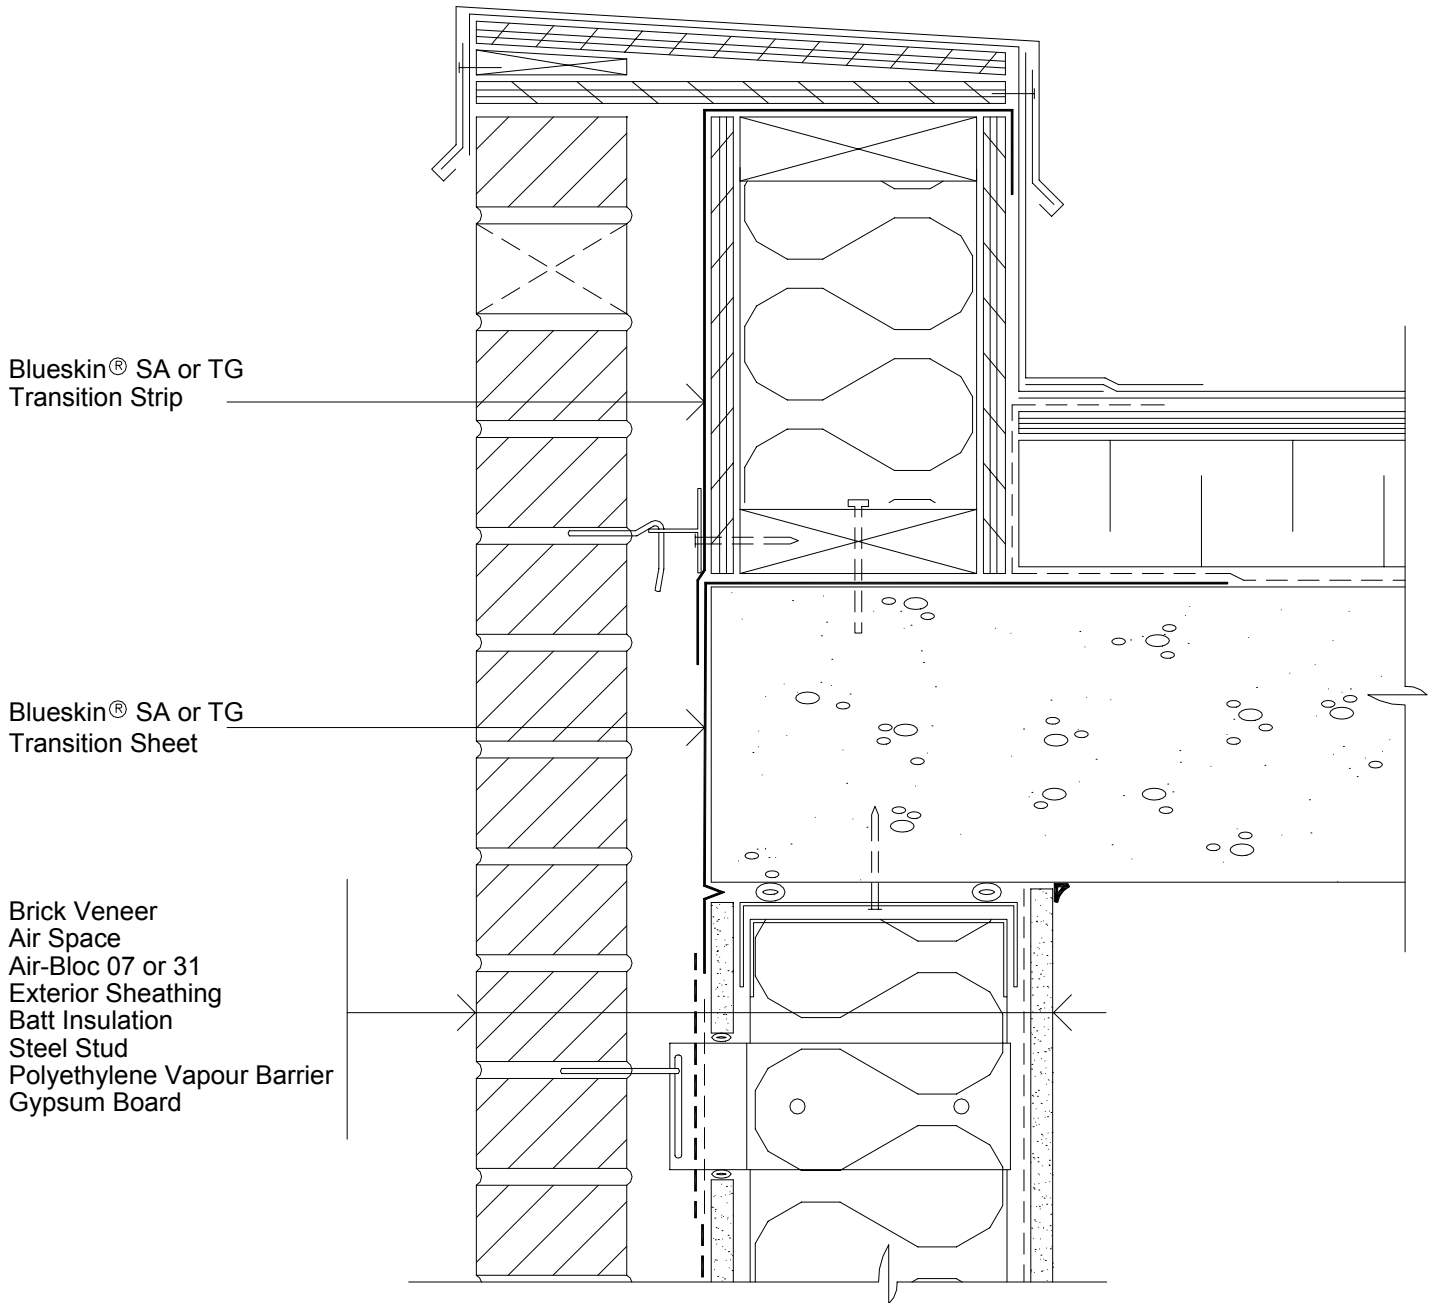 Blueskin® SA or TG
Transition Strip
Blueskin® SA or TG
Transition Sheet
Brick Veneer
Air Space
Air-Bloc 07 or 31
Exterior Sheathing
Batt Insulation
Steel Stud
Polyethylene Vapour Barrier
Gypsum Board